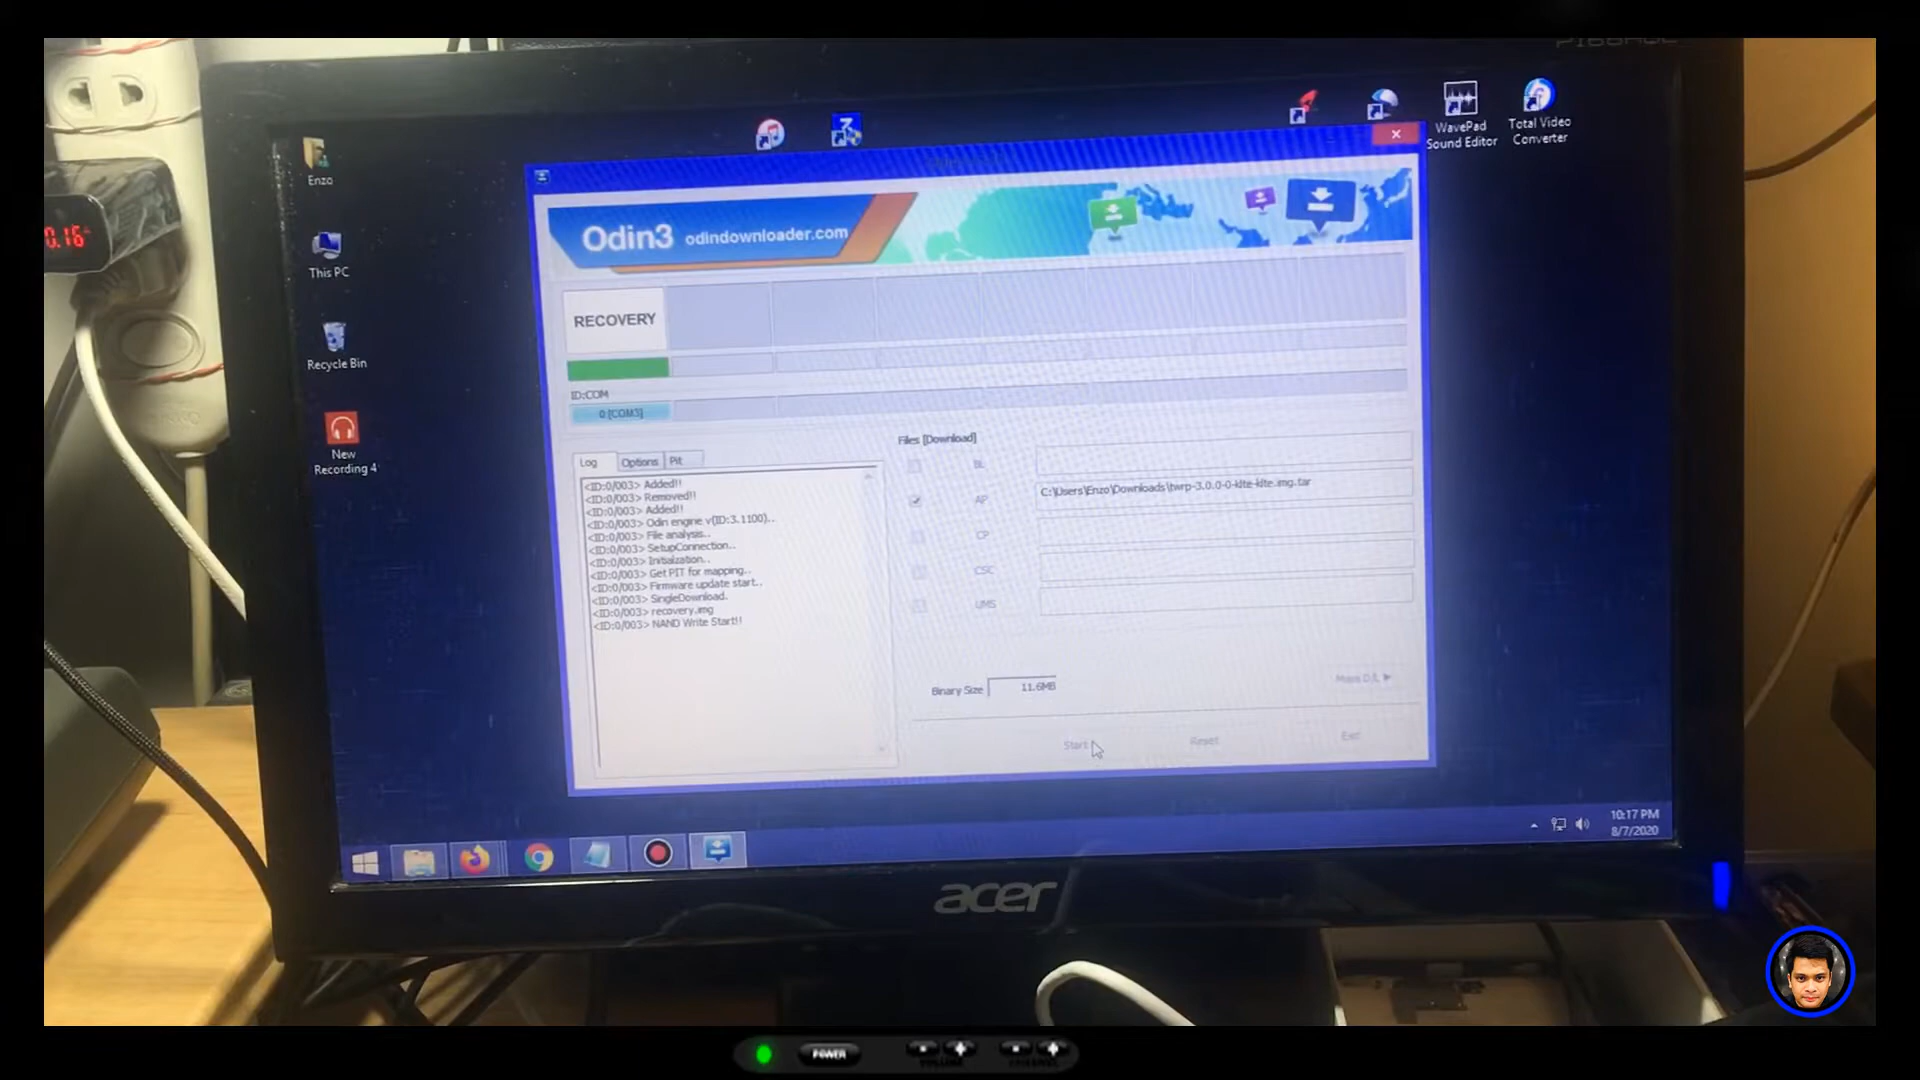 P166HQL
WavePad
Sound Editor
Total Video
Converter
Enzo
0.16
This PC
Recycle Bin
New
Recording 4
Odin3 odindownloader.com
RECOVERY
ID:COM
0:[COM3]
Log
Options
Pit
<ID:0/003> Added!!
<ID:0/003> Removed!!
<ID:0/003> Added!!
<ID:0/003> Odin engine v(ID:3.1100)..
<ID:0/003> File analysis..
<ID:0/003> SetupConnection..
<ID:0/003> Initialzation..
<ID:0/003> Get PIT for mapping..
<ID:0/003> Firmware update start..
<ID:0/003> SingleDownload.
<ID:0/003> recovery.img
<ID:0/003> NAND Write Start!!
Files [Download]
BL
AP C:\Users\Enzo\Downloads\twrp-3.0.0-0-klte-klte.img.tar
CP
CSC
UMS
Binary Size 11.6MB
Start
Reset
Exit
10:17 PM
8/7/2020
acer
POWER